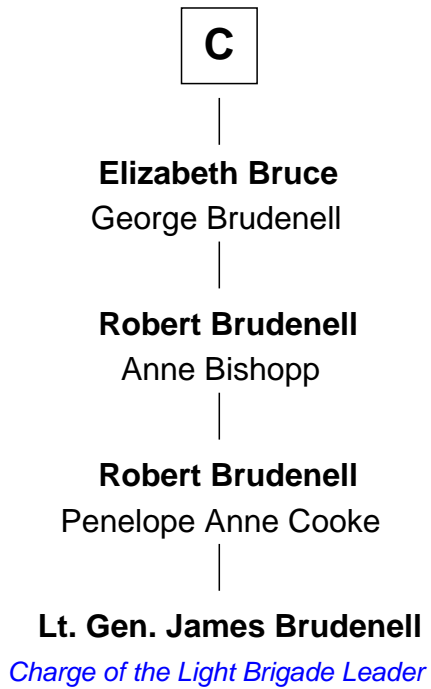 C
Elizabeth Bruce
George Brudenell
Robert Brudenell
Anne Bishopp
Robert Brudenell
Penelope Anne Cooke
Lt. Gen. James Brudenell
Charge of the Light Brigade Leader